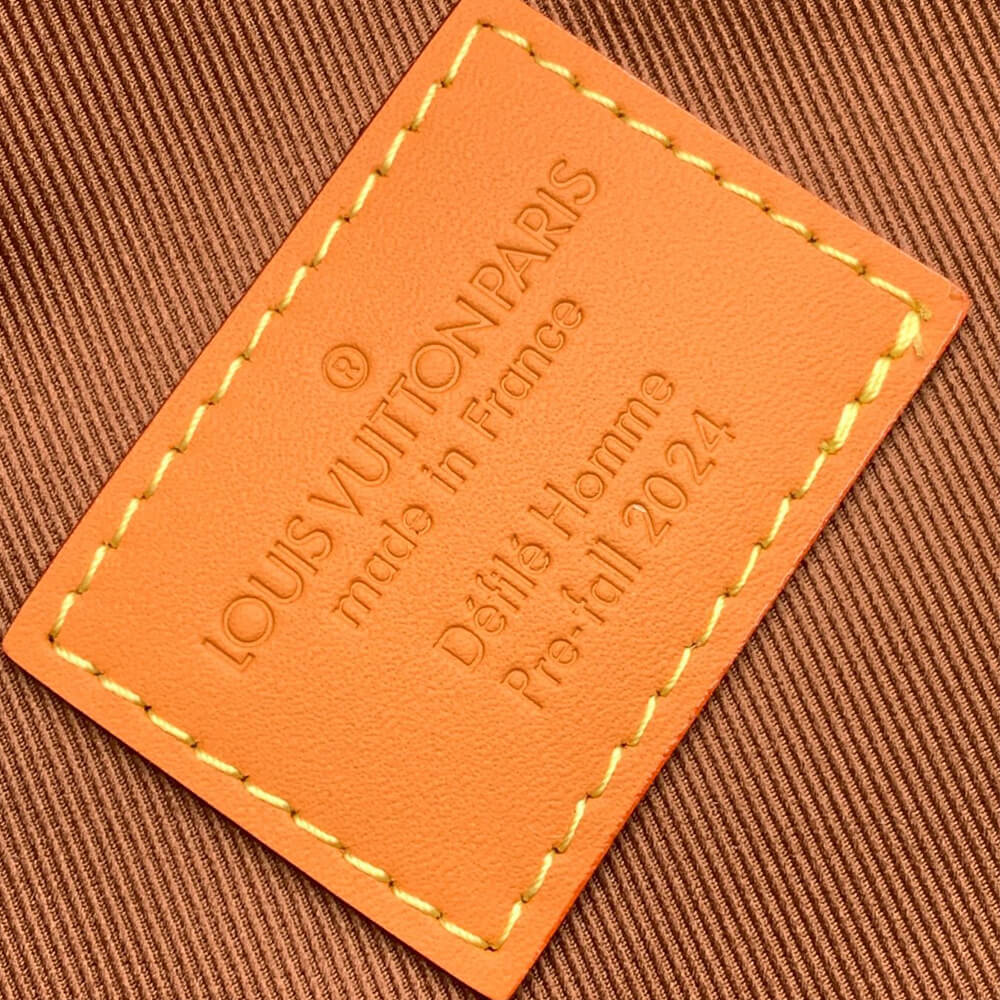 ®
LOUIS VUITTON PARIS
made in France
Défilé Homme
Pre-fall 2024